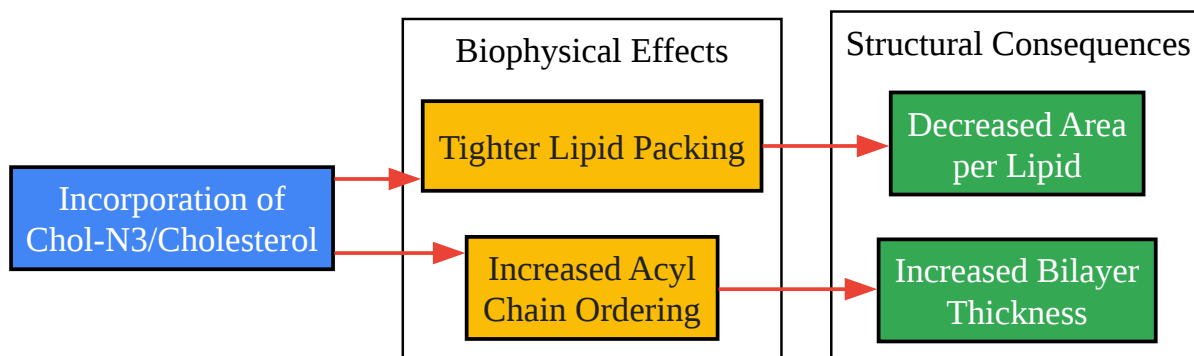 Biophysical Effects
Structural Consequences
Tighter Lipid Packing
Decreased Area
per Lipid
Incorporation of
Chol-N3/Cholesterol
Increased Acyl
Chain Ordering
Increased Bilayer
Thickness